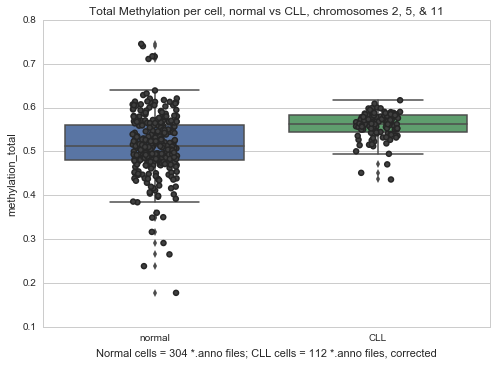 Total Methylation per cell, normal vs CLL, chromosomes 2, 5, & 11
0.8
0.7
0.6
0.5
0.4
0.3
0.2
0.1
methylation_total
normal
CLL
Normal cells = 304 *.anno files; CLL cells = 112 *.anno files, corrected